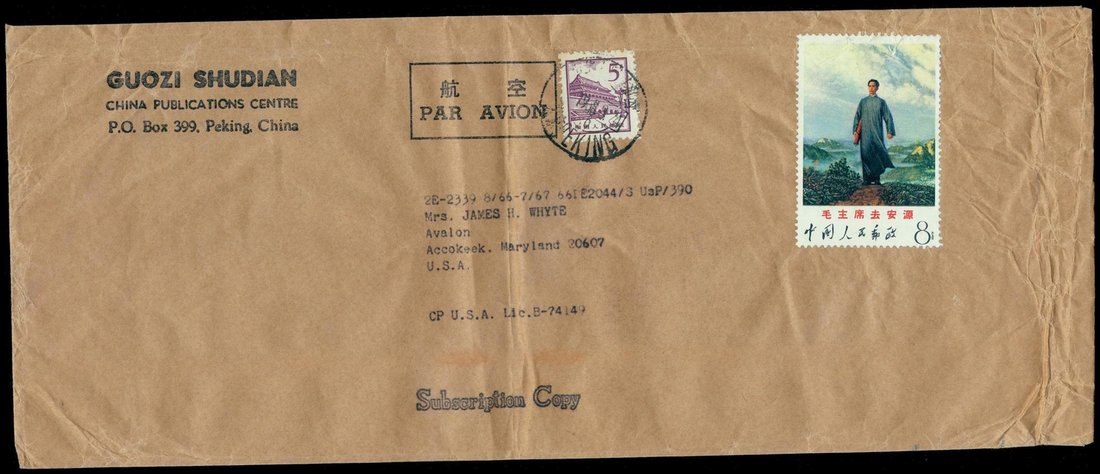 GUOZI SHUDIAN
CHINA PUBLICATIONS CENTRE
P.O. Box 399, Peking, China
航 空
PAR AVION
5
PEKING
毛主席去安源
中国人民邮政 8分
2E-2339 8/66-7/67 66PE2044/S UsP/390
Mrs. JAMES H. WHYTE
Avalon
Accokeek. Maryland 20607
U.S.A.
CP U.S.A. Lic.B-74149
Subscription Copy